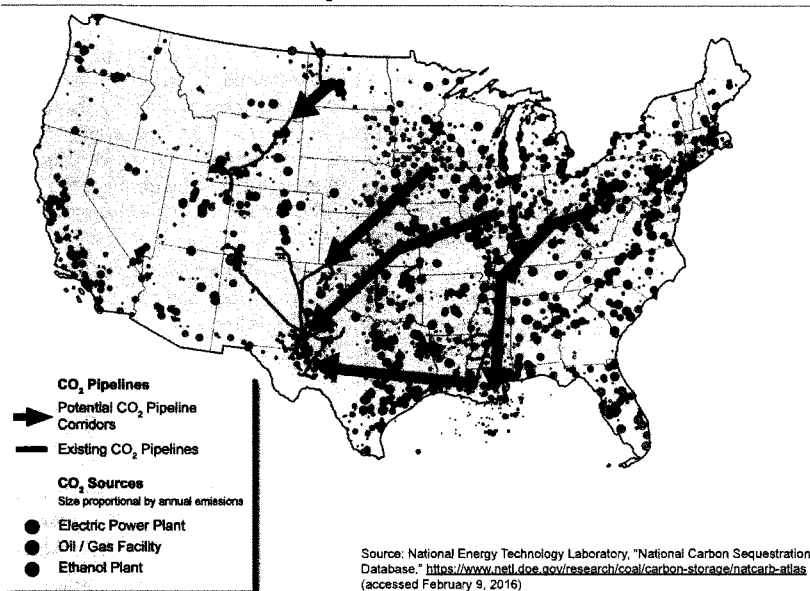 CO₂ Pipelines
Potential CO₂ Pipeline
Corridors
Existing CO₂ Pipelines
CO₂ Sources
Size proportional by annual emissions
Electric Power Plant
Oil / Gas Facility
Ethanol Plant
Source: National Energy Technology Laboratory, "National Carbon Sequestration
Database," https://www.netl.doe.gov/research/coal/carbon-storage/natcarb-atlas
(accessed February 9, 2016)